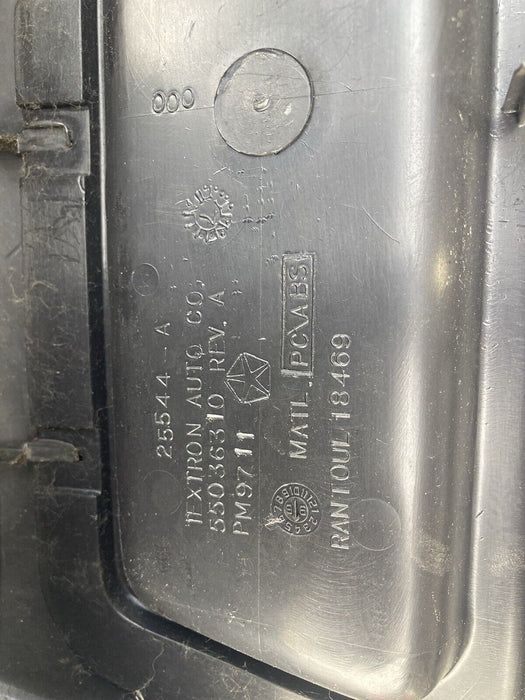 000
25544-A
TEXTRON AUTO CO.
55036310 REV. A
PM9711
MATL. PC\ABS
RANTOUL 18469